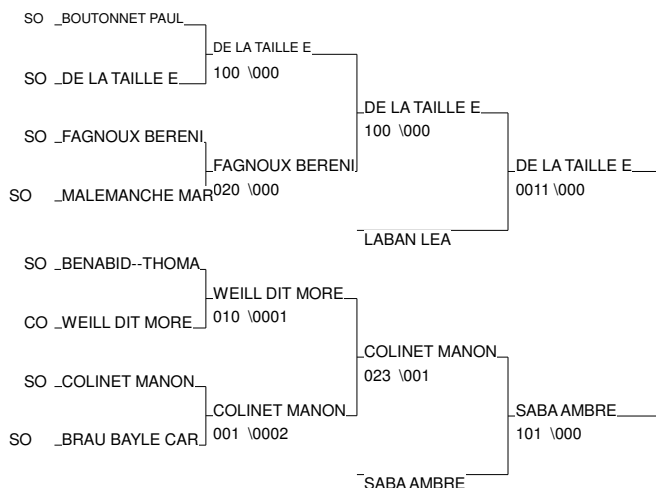 SO BOUTONNET PAUL
DE LA TAILLE E
100 \000
SO DE LA TAILLE E
DE LA TAILLE E
100 \000
SO FAGNOUX BERENI
FAGNOUX BERENI
020 \000
DE LA TAILLE E
0011 \000
SO MALEMANCHE MAR
LABAN LEA
SO BENABID--THOMA
WEILL DIT MORE
010 \0001
CO WEILL DIT MORE
COLINET MANON
023 \001
SO COLINET MANON
COLINET MANON
001 \0002
SABA AMBRE
101 \000
SO BRAU BAYLE CAR
SABA AMBRE